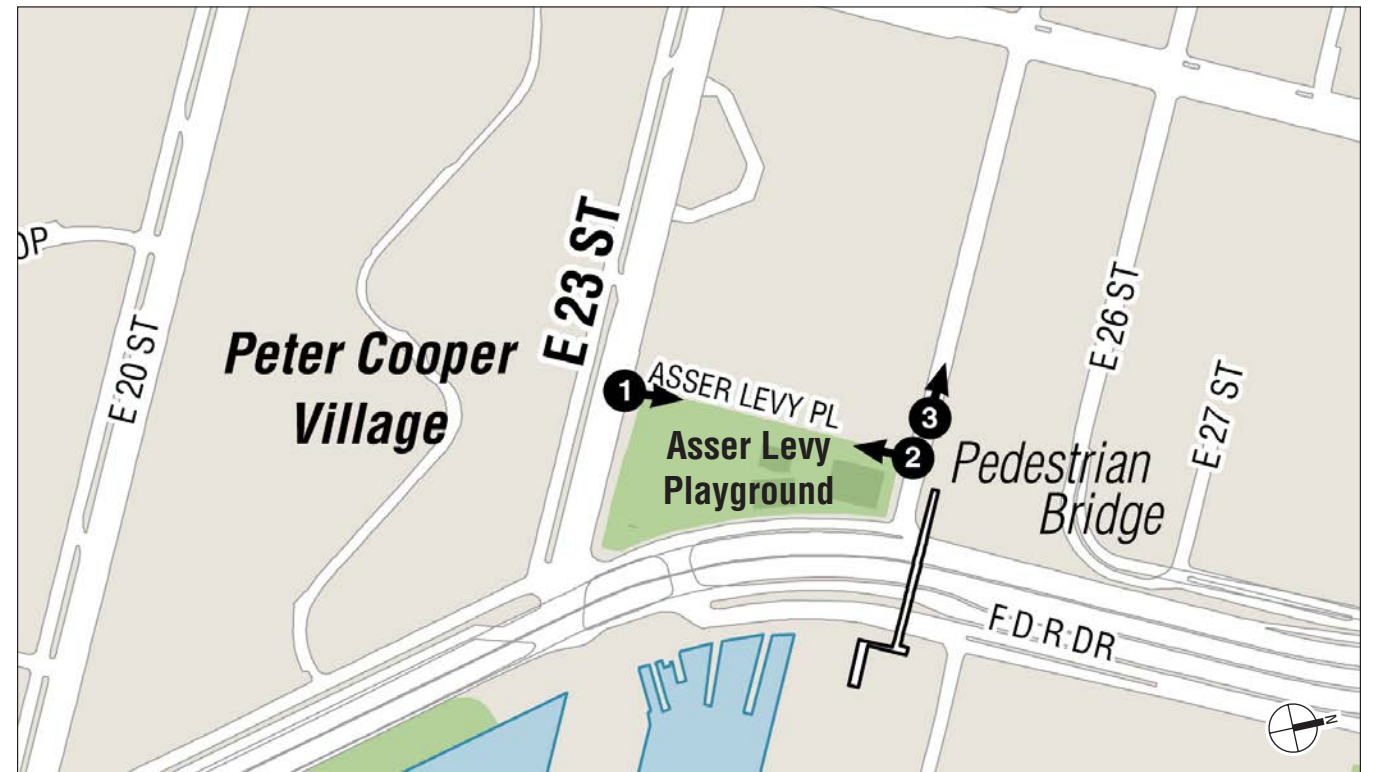 E 20 ST
Peter Cooper
Village
E 23 ST
1
ASSER LEVY PL
Asser Levy
Playground
2
3
Pedestrian
Bridge
E 26 ST
E 27 ST
F D R DR
OP
N